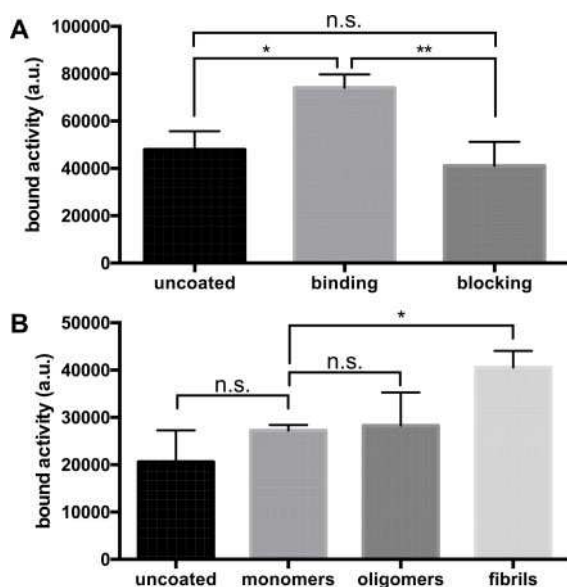 A
n.s.
* **
100000
80000
60000
40000
20000
0
bound activity (a.u.)
uncoated binding blocking
B
*
n.s.
n.s.
50000
40000
30000
20000
10000
0
bound activity (a.u.)
uncoated monomers oligomers fibrils